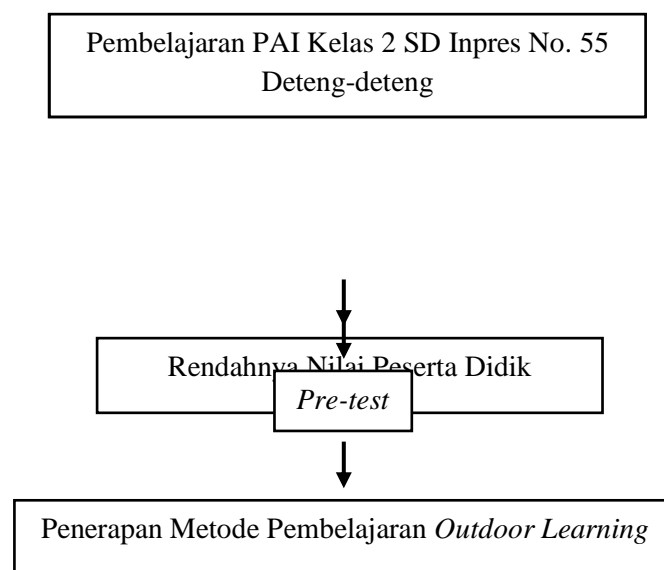 Pembelajaran PAI Kelas 2 SD Inpres No. 55
Deteng-deteng
Rendahnya Nilai Peserta Didik
Pre-test
Penerapan Metode Pembelajaran Outdoor Learning